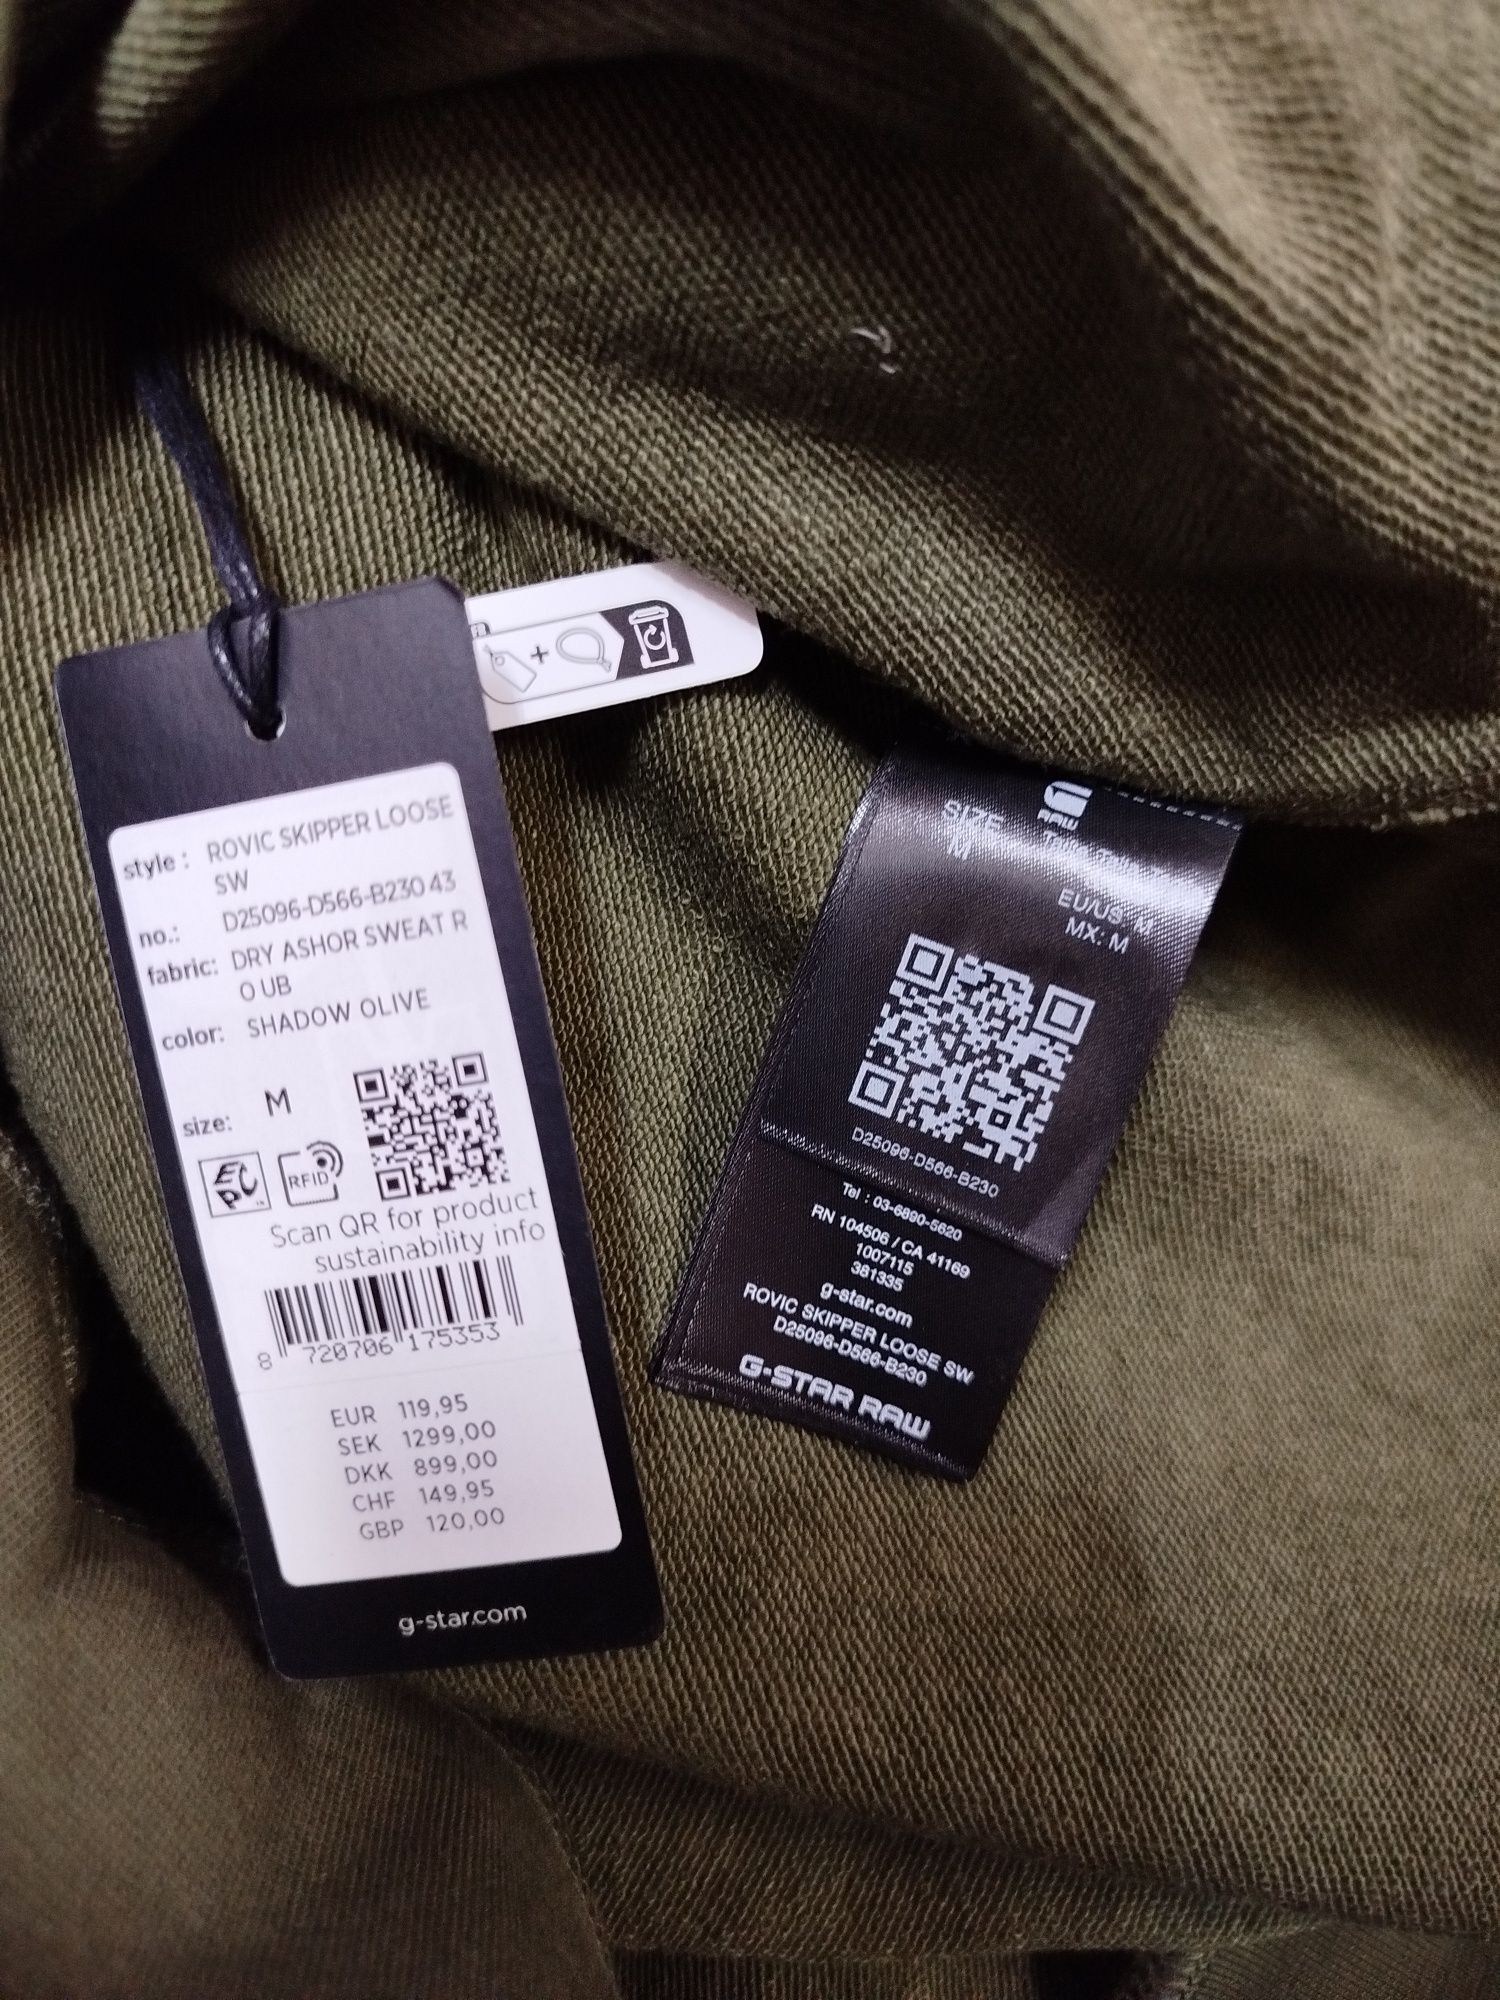 style : ROVIC SKIPPER LOOSE
SW
no.: D25096-D566-B230 43
fabric: DRY ASHOR SWEAT R
O UB
color: SHADOW OLIVE
size: M
EPC
RFID
Scan QR for product
sustainability info
8 720706 175353
EUR 119,95
SEK 1299,00
DKK 899,00
CHF 149,95
GBP 120,00
g-star.com
RAW
SIZE
M
EU/US: M
MX: M
D25096-D566-B230
Tel : 03-6890-5620
RN 104506 / CA 41169
1007115
381335
g-star.com
ROVIC SKIPPER LOOSE SW
D25096-D566-B230
G-STAR RAW